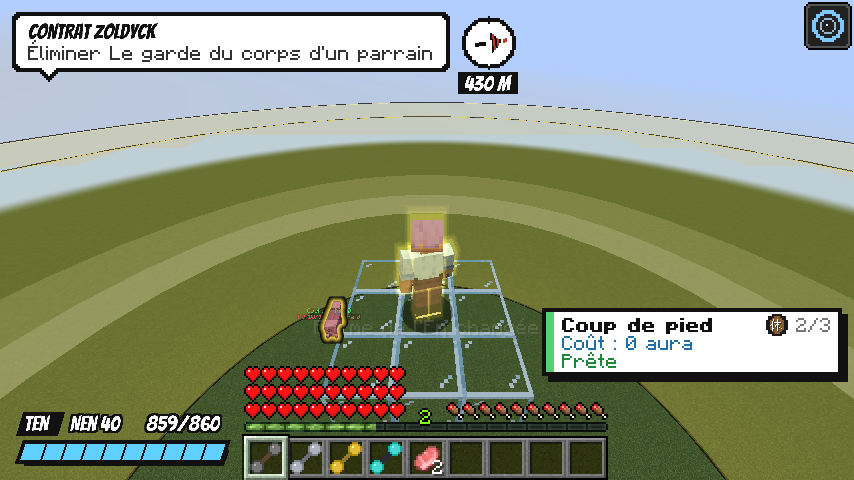 CONTRAT ZOLDYCK
Éliminer Le garde du corps d'un parrain
430 M
Coup de pied
休 2/3
Coût : 0 aura
Prête
TEN NEN 40 859/860
2
2